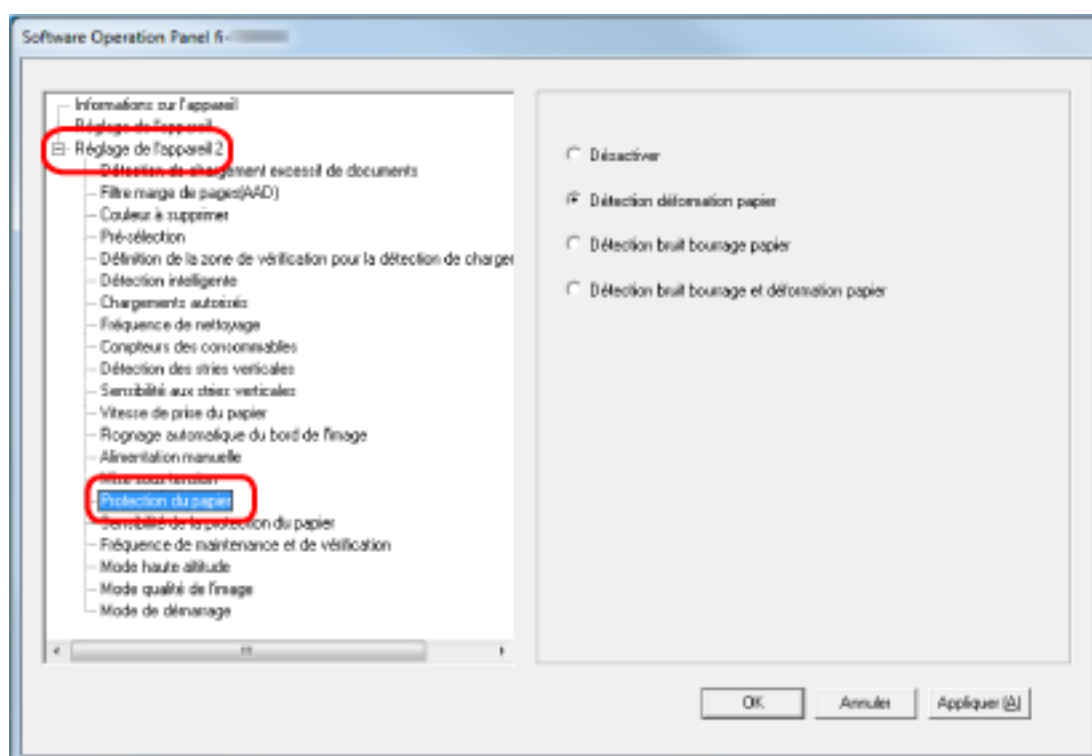 Software Operation Panel fi-
Informations sur l'appareil
Réglage de l'appareil
Réglage de l'appareil 2
Détection de chargement excessif de documents
Filtre marge de pages(AAD)
Couleur à supprimer
Pré-sélection
Définition de la zone de vérification pour la détection de charger
Détection intelligente
Chargements autorisés
Fréquence de nettoyage
Compteurs des consommables
Détection des stries verticales
Sensibilité aux stries verticales
Vitesse de prise du papier
Rognage automatique du bord de l'image
Alimentation manuelle
Mise sous tension
Protection du papier
Sensibilité de la protection du papier
Fréquence de maintenance et de vérification
Mode haute altitude
Mode qualité de l'image
Mode de démarrage
Désactiver
Détection déformation papier
Détection bruit bourrage papier
Détection bruit bourrage et déformation papier
OK
Annuler
Appliquer (A)